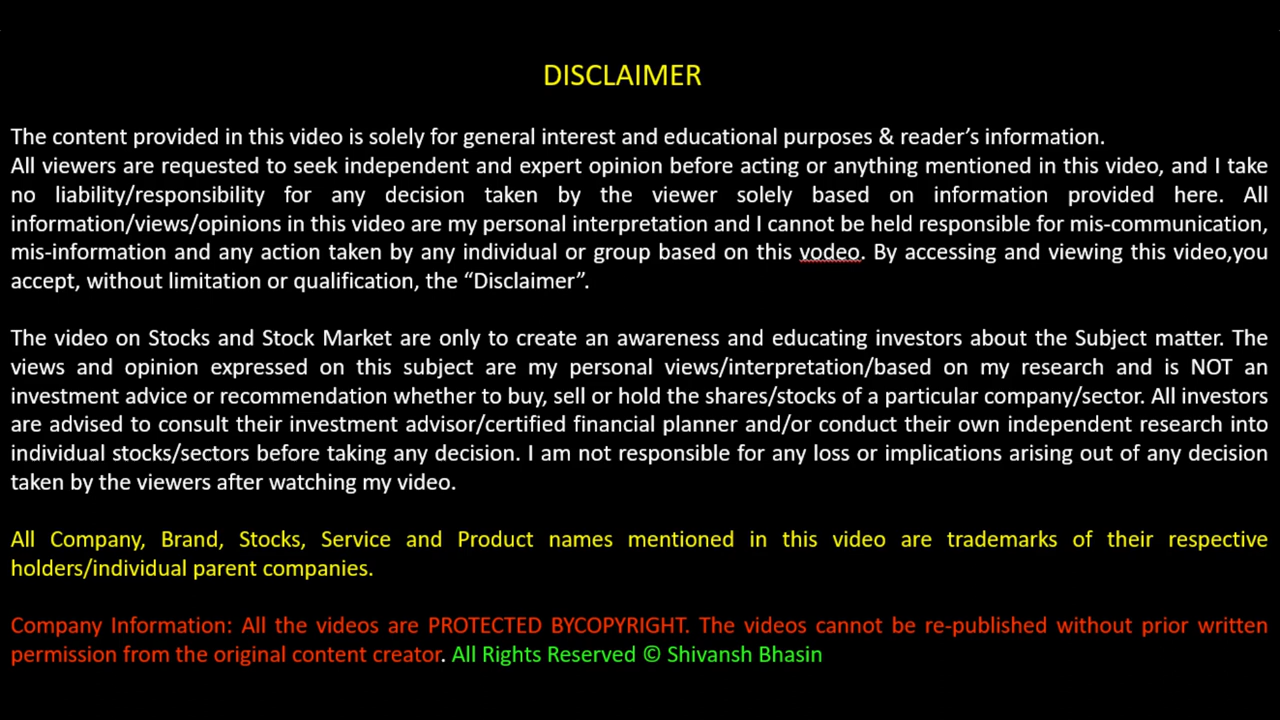 DISCLAIMER
The content provided in this video is solely for general interest and educational purposes & reader’s information.
All viewers are requested to seek independent and expert opinion before acting or anything mentioned in this video, and I take
no liability/responsibility for any decision taken by the viewer solely based on information provided here. All
information/views/opinions in this video are my personal interpretation and I cannot be held responsible for mis-communication,
mis-information and any action taken by any individual or group based on this vodeo. By accessing and viewing this video,you
accept, without limitation or qualification, the “Disclaimer”.
The video on Stocks and Stock Market are only to create an awareness and educating investors about the Subject matter. The
views and opinion expressed on this subject are my personal views/interpretation/based on my research and is NOT an
investment advice or recommendation whether to buy, sell or hold the shares/stocks of a particular company/sector. All investors
are advised to consult their investment advisor/certified financial planner and/or conduct their own independent research into
individual stocks/sectors before taking any decision. I am not responsible for any loss or implications arising out of any decision
taken by the viewers after watching my video.
All Company, Brand, Stocks, Service and Product names mentioned in this video are trademarks of their respective
holders/individual parent companies.
Company Information: All the videos are PROTECTED BYCOPYRIGHT. The videos cannot be re-published without prior written
permission from the original content creator. All Rights Reserved © Shivansh Bhasin